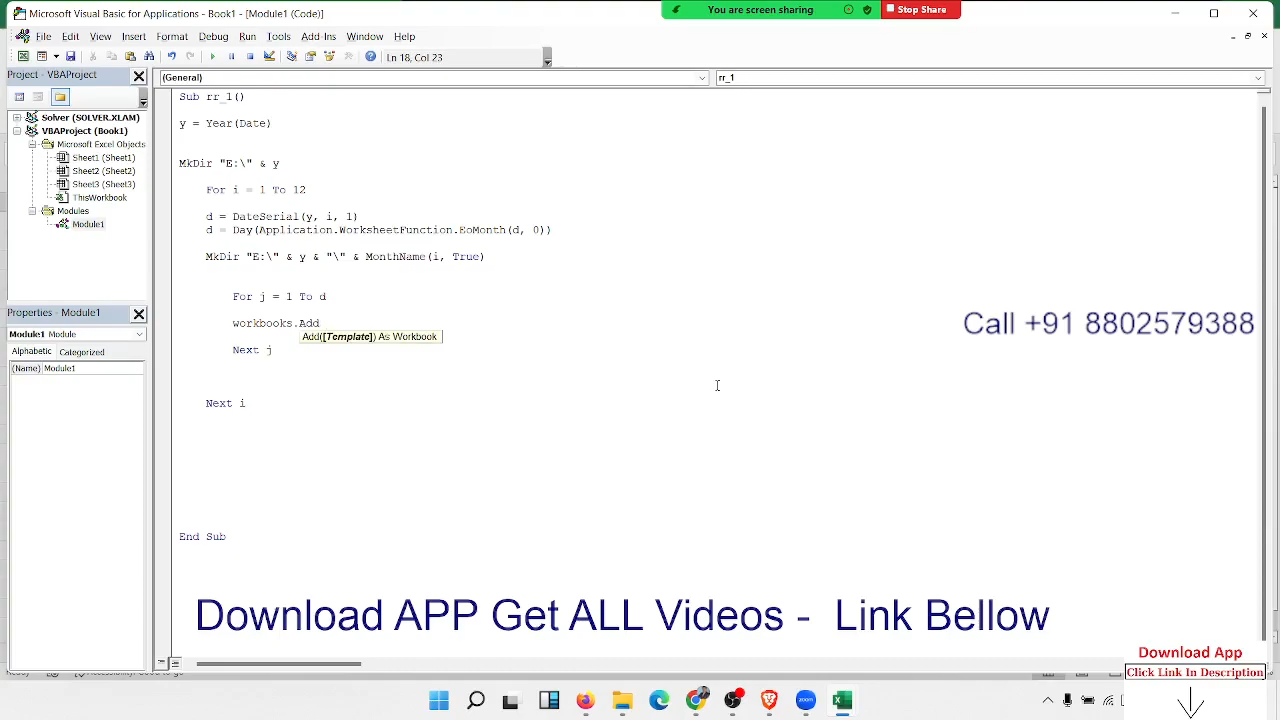 Microsoft Visual Basic for Applications - Book1 - [Module1 (Code)]
You are screen sharing
Stop Share
File Edit View Insert Format Debug Run Tools Add-Ins Window Help
Ln 18, Col 23
Project - VBAProject
(General)
rr_1
Solver (SOLVER.XLAM)
VBAProject (Book1)
Microsoft Excel Objects
Sheet1 (Sheet1)
Sheet2 (Sheet2)
Sheet3 (Sheet3)
ThisWorkbook
Modules
Module1
Properties - Module1
Module1 Module
Alphabetic Categorized
(Name) Module1
Sub rr_1()
y = Year(Date)
MkDir "E:\" & y
For i = 1 To 12
d = DateSerial(y, i, 1)
d = Day(Application.WorksheetFunction.EoMonth(d, 0))
MkDir "E:\" & y & "\" & MonthName(i, True)
For j = 1 To d
workbooks.Add
Add([Template]) As Workbook
Next j
Next i
End Sub
Call +91 8802579388
Download APP Get ALL Videos - Link Bellow
Download App
Click Link In Description
zoom